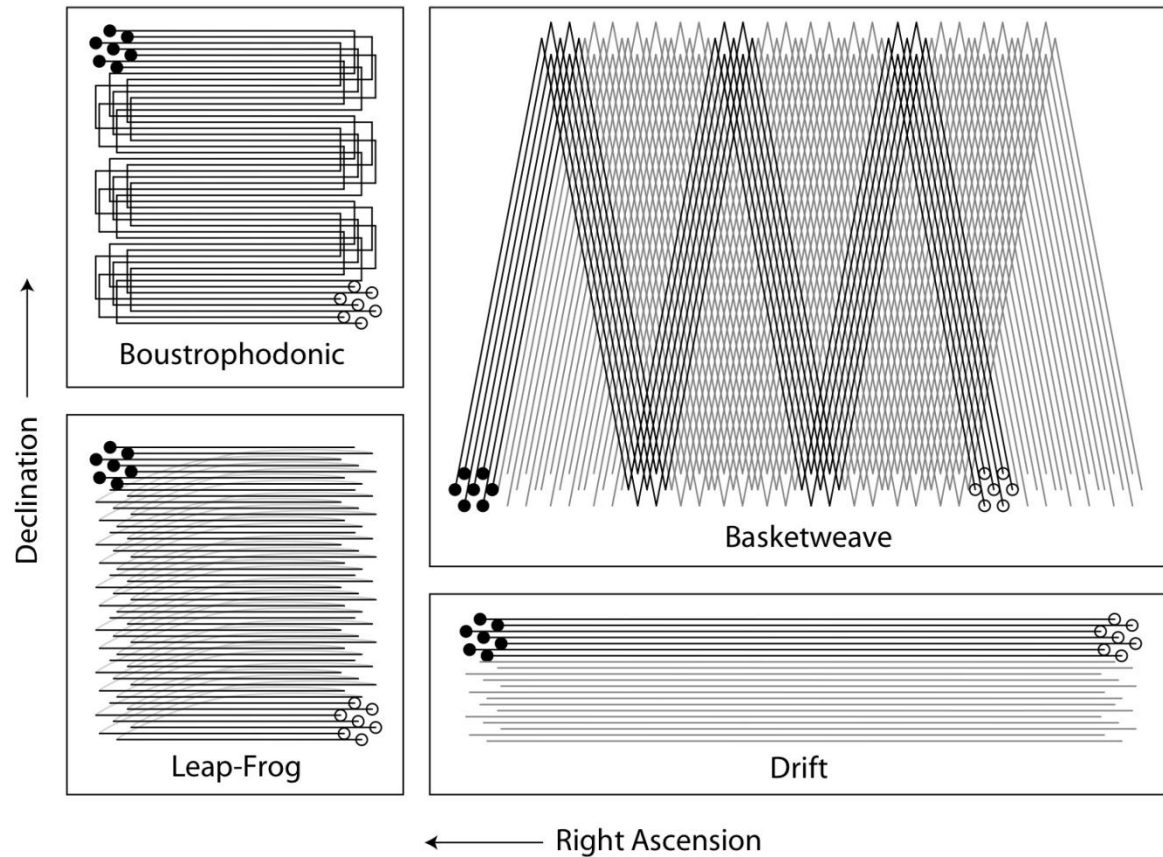 Boustrophodonic
Basketweave
Declination
Leap-Frog
Drift
Right Ascension